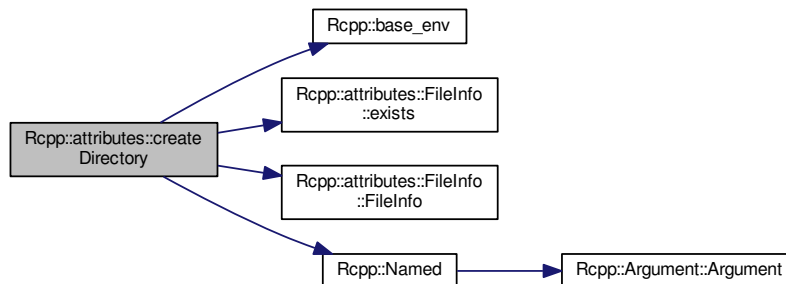 Rcpp::base_env
Rcpp::attributes::FileInfo
::exists
Rcpp::attributes::create
Directory
Rcpp::attributes::FileInfo
::FileInfo
Rcpp::Named
Rcpp::Argument::Argument